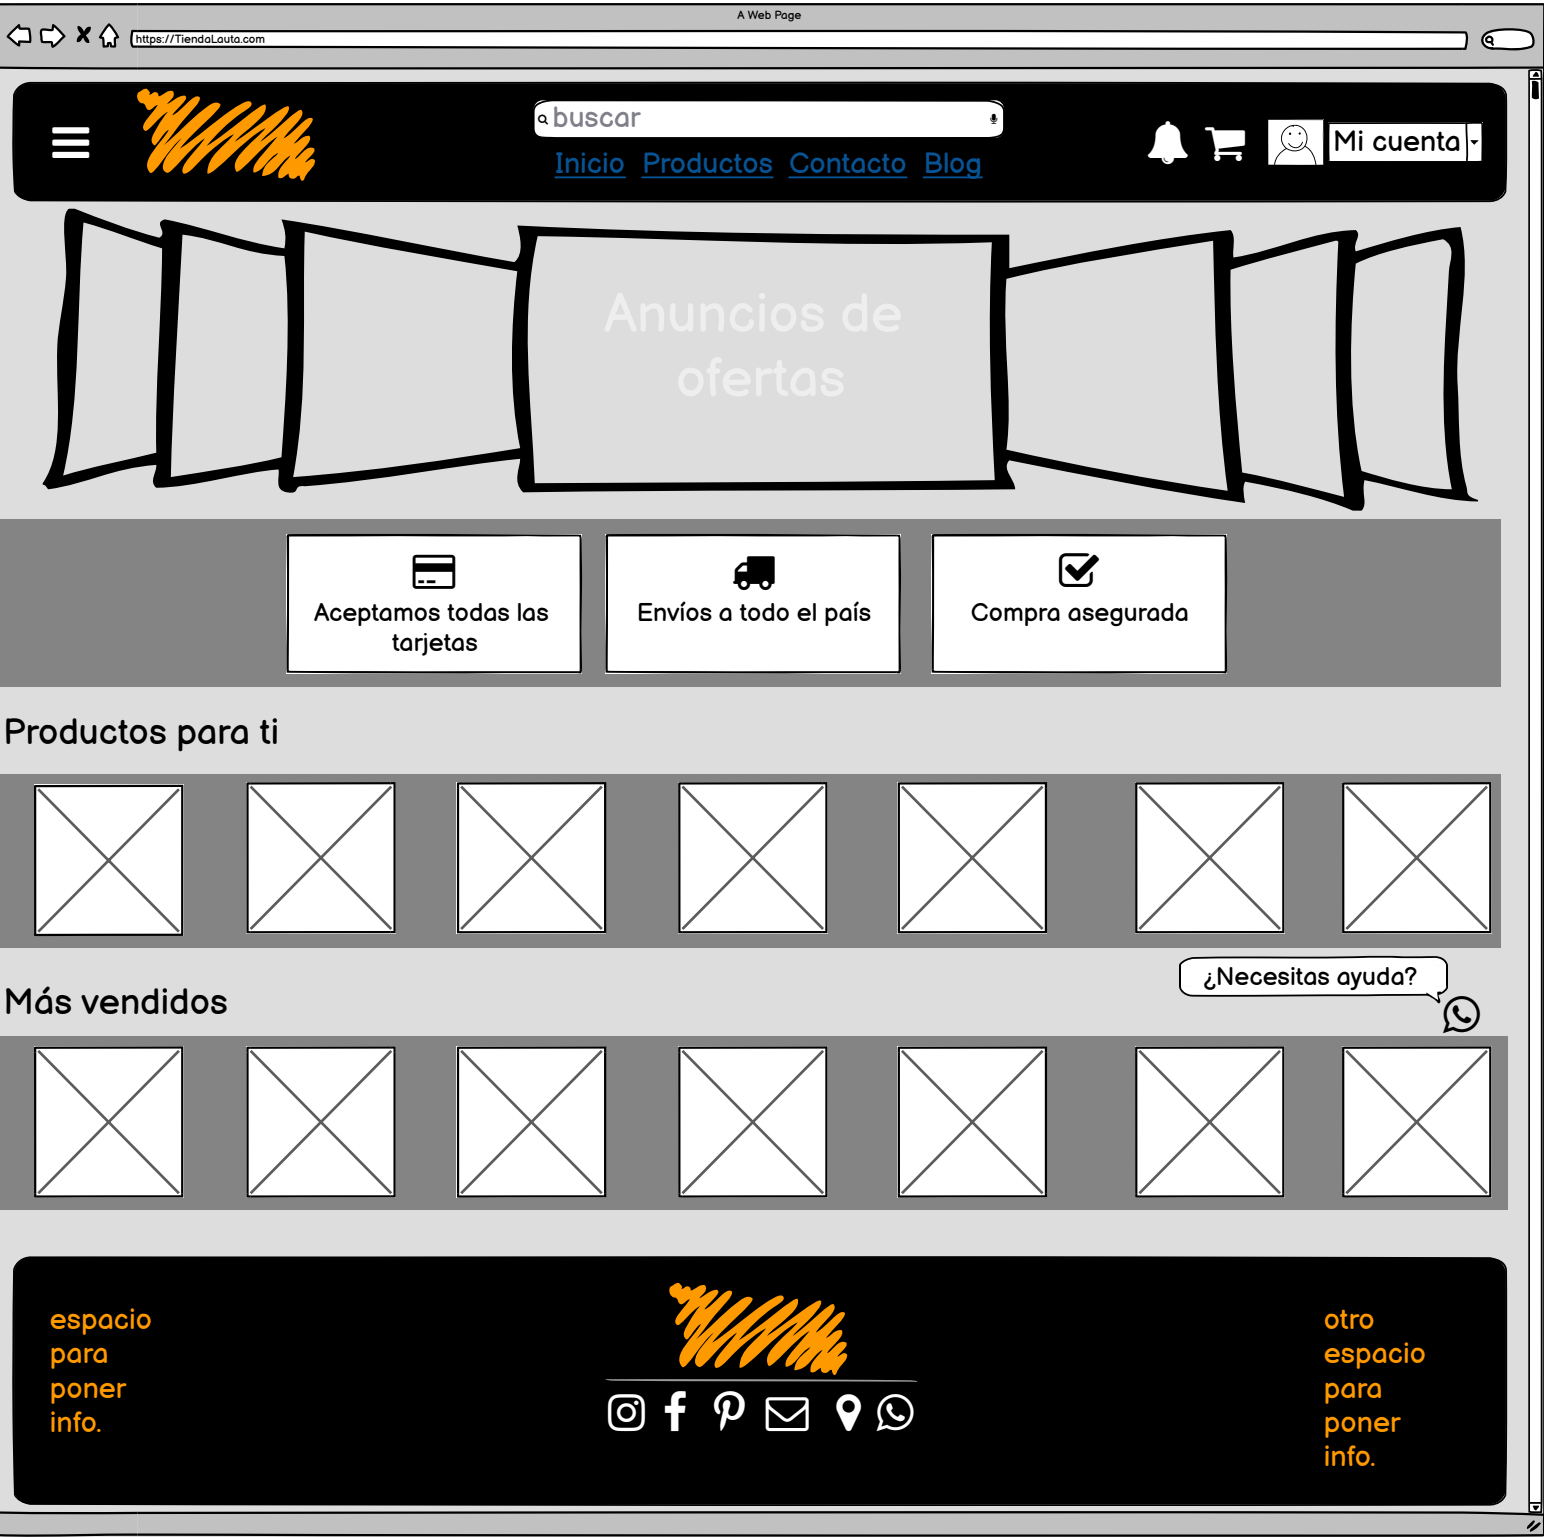 A Web Page
https://TiendaLauta.com
buscar
Inicio Productos Contacto Blog
Mi cuenta
Anuncios de
ofertas
Aceptamos todas las
tarjetas
Envíos a todo el país
Compra asegurada
Productos para ti
¿Necesitas ayuda?
Más vendidos
espacio
para
poner
info.
otro
espacio
para
poner
info.